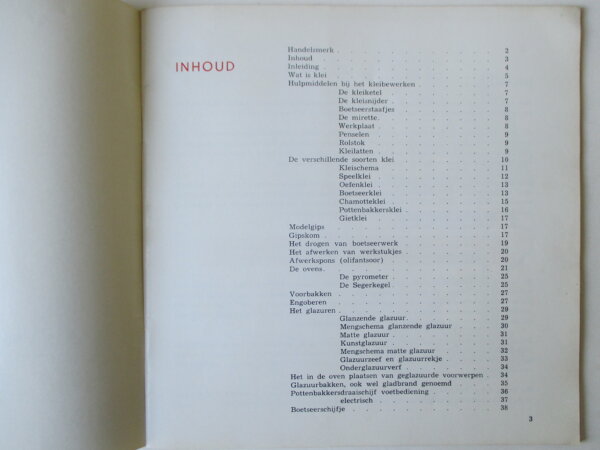 INHOUD
Handelsmerk . . . . . . . . . . 2
Inhoud . . . . . . . . . . 3
Inleiding . . . . . . . . . . 4
Wat is klei . . . . . . . . . . 5
Hulpmiddelen bij het kleibewerken . . . . . . 7
De kleiketel . . . . . . . . 7
De kleisnijder . . . . . . . . 7
Boetseerstaafjes . . . . . . . 8
De mirette. . . . . . . . 8
Werkplaat . . . . . . . . 8
Penselen . . . . . . . . 9
Rolstok . . . . . . . . 9
Kleilatten . . . . . . . . 9
De verschillende soorten klei . . . . . . . 10
Kleischema . . . . . . . . 11
Speelklei . . . . . . . . 12
Oefenklei . . . . . . . . 13
Boetseerklei . . . . . . . . 13
Chamotteklei . . . . . . . 15
Pottenbakkersklei . . . . . . . 16
Gietklei . . . . . . . . 17
Modelgips . . . . . . . . . . 17
Gipskom . . . . . . . . . . 17
Het drogen van boetseerwerk . . . . . . . 19
Het afwerken van werkstukjes . . . . . . . 20
Afwerkspons (olifantsoor) . . . . . . . 20
De ovens. . . . . . . . . . 21
De pyrometer . . . . . . . 25
De Segerkegel . . . . . . . 25
Voorbakken . . . . . . . . . . 27
Engoberen . . . . . . . . . . 27
Het glazuren . . . . . . . . . 29
Glanzende glazuur . . . . . . 29
Mengschema glanzende glazuur . . . . 30
Matte glazuur . . . . . . . 31
Kunstglazuur . . . . . . . 31
Mengschema matte glazuur . . . . . 32
Glazuurzeef en glazuurrekje . . . . 33
Onderglazuurverf . . . . . . 34
Het in de oven plaatsen van geglazuurde voorwerpen . . 34
Glazuurbakken, ook wel gladbrand genoemd . . . . 35
Pottenbakkersdraaischijf voetbediening . . . . . 36
electrisch . . . . . . . 37
Boetseerschijfje . . . . . . . . . 38
3